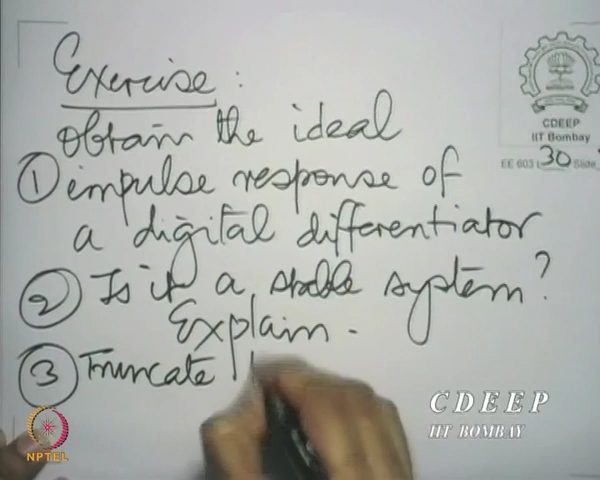 Exercise:
Obtain the ideal
① impulse response of
a digital differentiator
② Is it a stable system?
Explain.
③ Truncate
CDEEP
IIT Bombay
EE 603 L 30 Slide
CDEEP
IIT BOMBAY
NPTEL